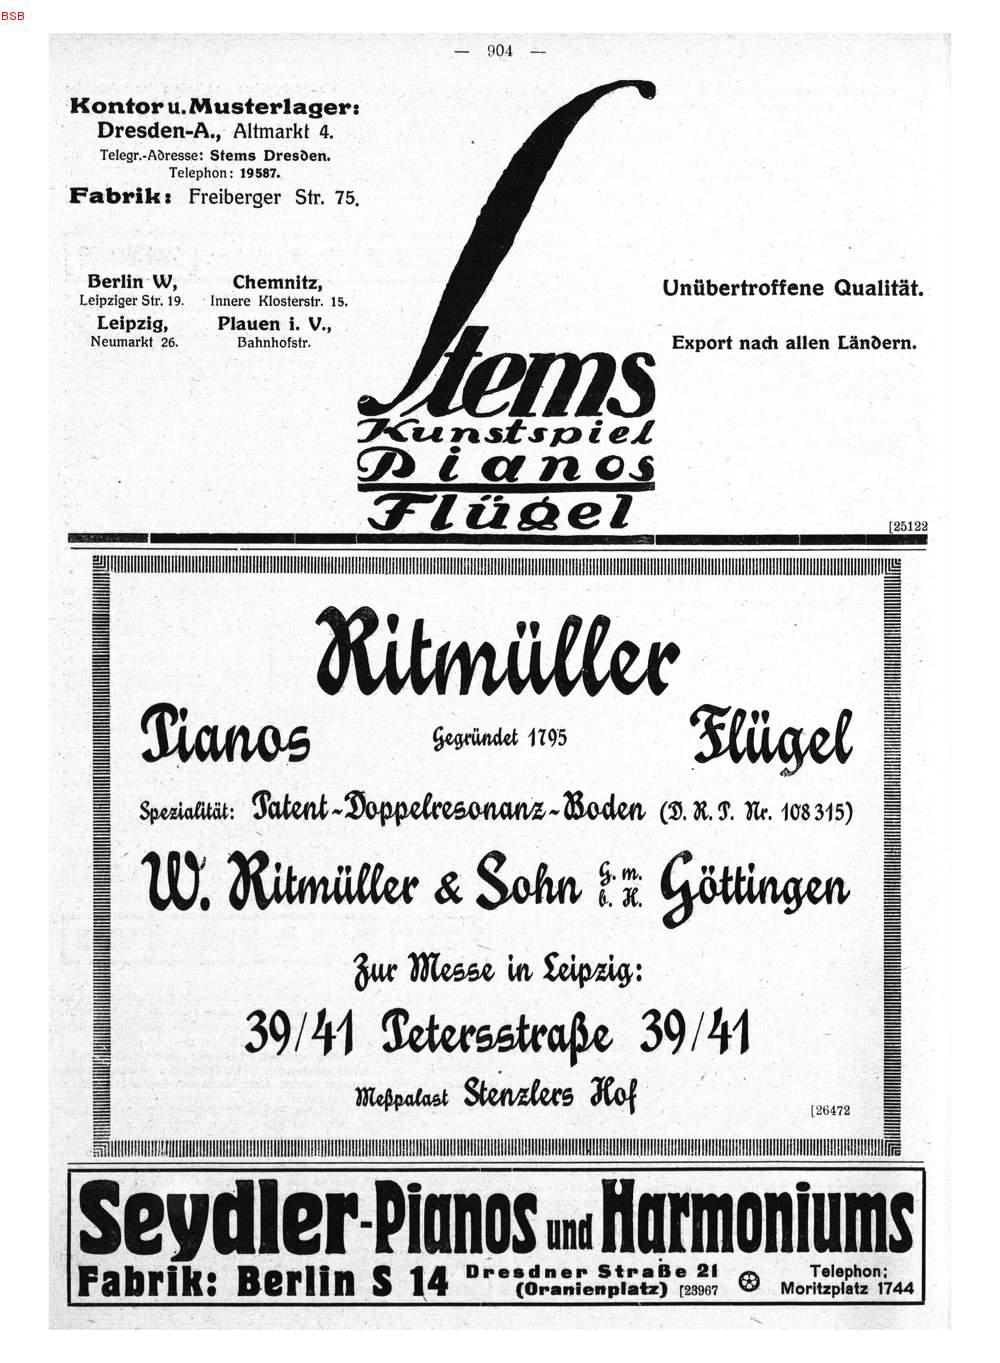 BSB
— 904 —
Kontor u. Musterlager:
Dresden-A., Altmarkt 4.
Telegr.-Adresse: Stems Dresden.
Telephon: 19587.
Fabrik: Freiberger Str. 75.
Berlin W,
Leipziger Str. 19.
Leipzig,
Neumarkt 26.
Chemnitz,
Innere Klosterstr. 15.
Plauen i. V.,
Bahnhofstr.
Unübertroffene Qualität.
Export nach allen Ländern.
Stems
Kunstspiel
Pianos
Flügel
[25122
Ritmüller
Pianos Gegründet 1795 Flügel
Spezialität: Patent-Doppelresonanz-Boden (D. R. P. Nr. 108315)
W. Ritmüller & Sohn G. m. b. H. Göttingen
Zur Messe in Leipzig:
39/41 Petersstraße 39/41
Meßpalast Stenzlers Hof
[26472
Seydler-Pianos und Harmoniums
Fabrik: Berlin S 14 Dresdner Straße 21
(Oranienplatz) [23967
Telephon:
Moritzplatz 1744